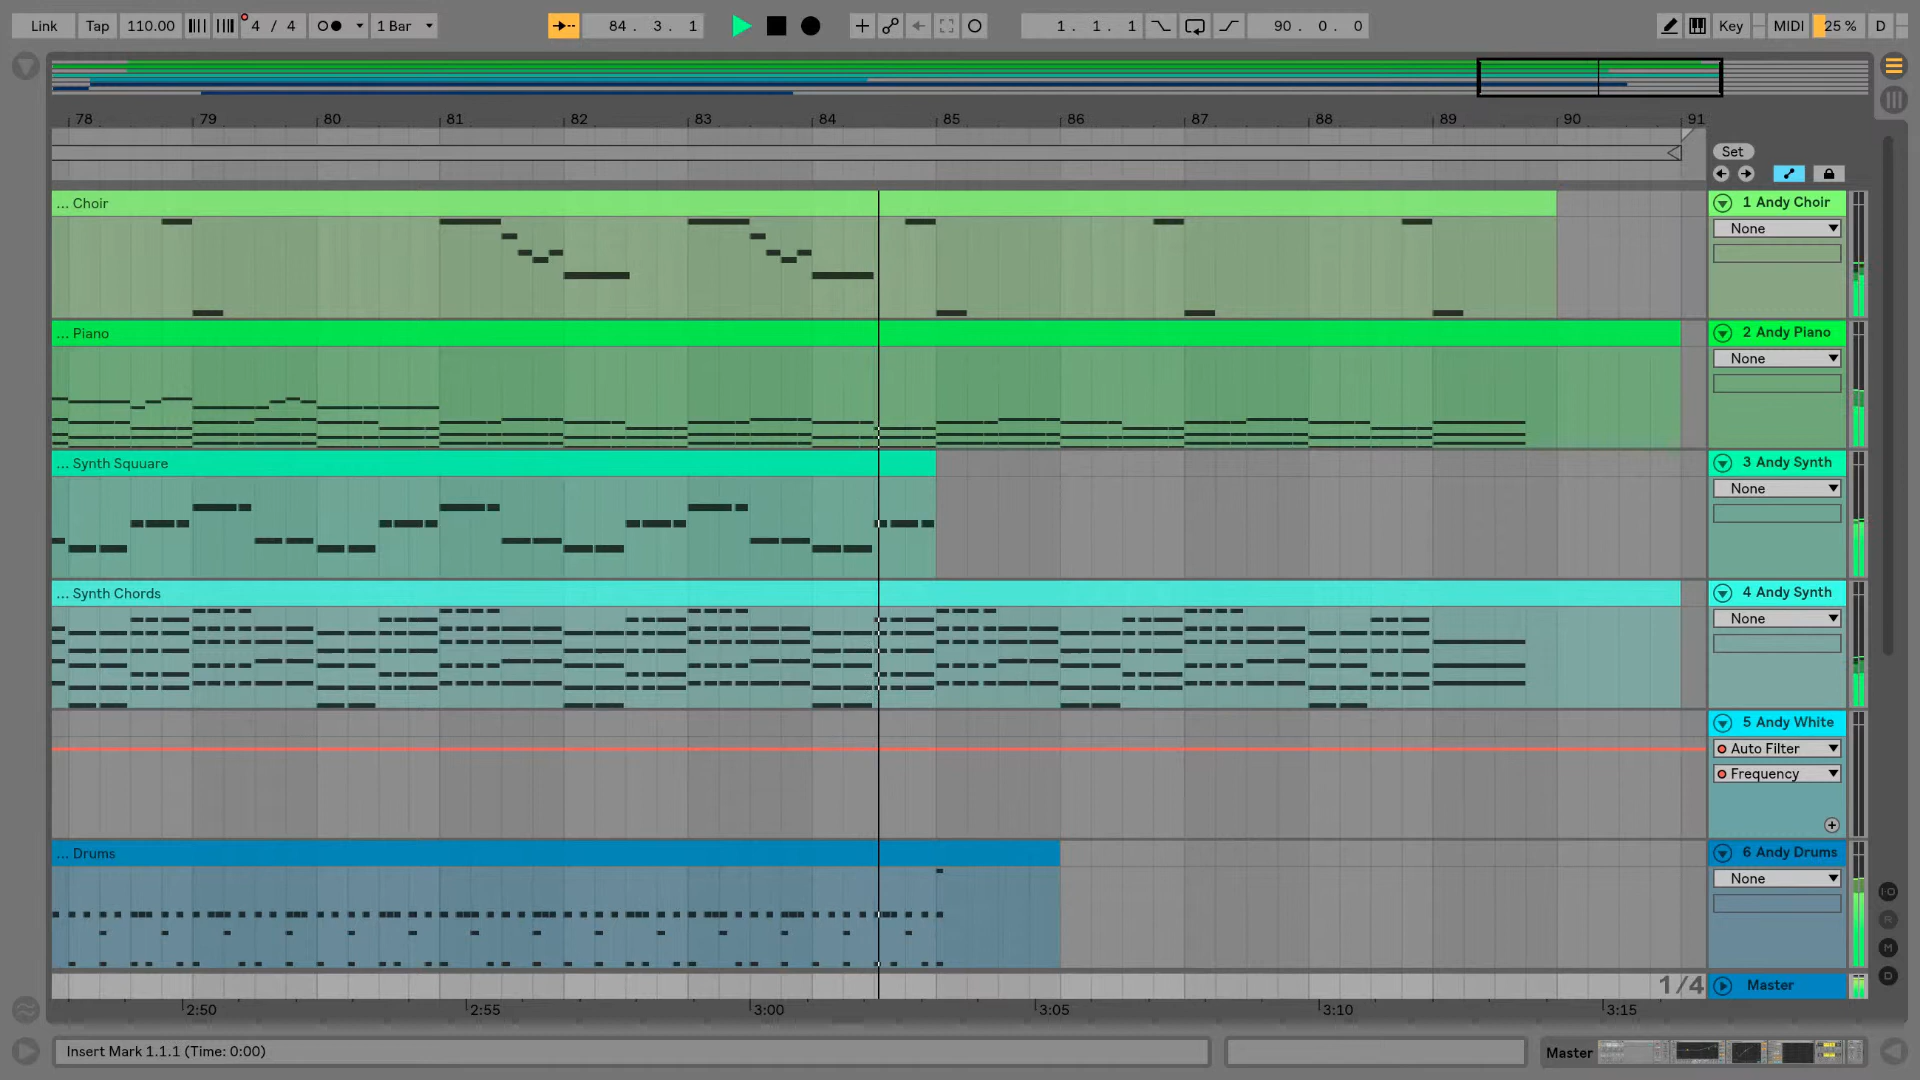 Link Tap 110.00 4 / 4 1 Bar 84 . 3 . 1 1 . 1 . 1 90 . 0 . 0 Key MIDI 25 % D
78 79 80 81 82 83 84 85 86 87 88 89 90 91
Set
... Choir
1 Andy Choir
None
... Piano
2 Andy Piano
None
... Synth Squuare
3 Andy Synth
None
... Synth Chords
4 Andy Synth
None
5 Andy White
Auto Filter
Frequency
... Drums
6 Andy Drums
None
I·O
R
M
D
1/4
Master
2:50 2:55 3:00 3:05 3:10 3:15
Insert Mark 1.1.1 (Time: 0:00)
Master